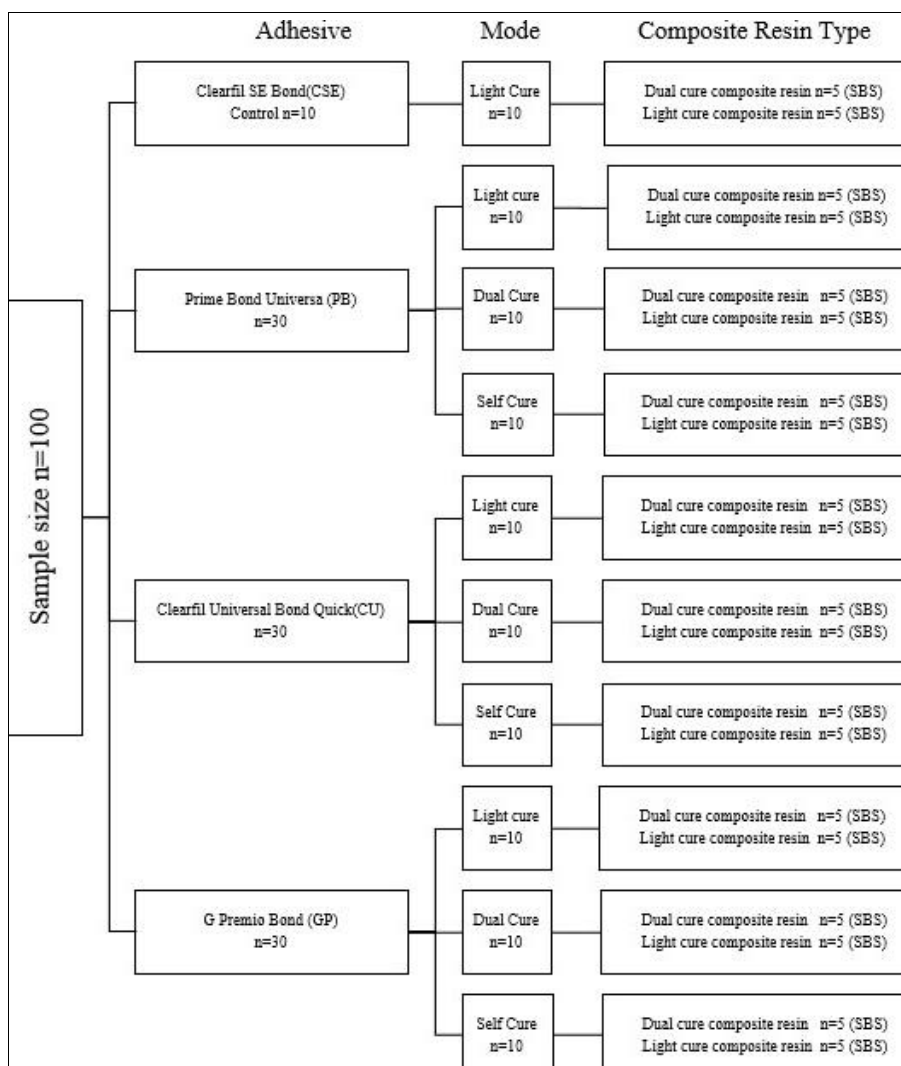 Adhesive Mode Composite Resin Type
Sample size n=100
Clearfil SE Bond(CSE)
Control n=10
Light Cure
n=10
Dual cure composite resin n=5 (SBS)
Light cure composite resin n=5 (SBS)
Prime Bond Universa (PB)
n=30
Light cure
n=10
Dual cure composite resin n=5 (SBS)
Light cure composite resin n=5 (SBS)
Dual Cure
n=10
Dual cure composite resin n=5 (SBS)
Light cure composite resin n=5 (SBS)
Self Cure
n=10
Dual cure composite resin n=5 (SBS)
Light cure composite resin n=5 (SBS)
Clearfil Universal Bond Quick(CU)
n=30
Light cure
n=10
Dual cure composite resin n=5 (SBS)
Light cure composite resin n=5 (SBS)
Dual Cure
n=10
Dual cure composite resin n=5 (SBS)
Light cure composite resin n=5 (SBS)
Self Cure
n=10
Dual cure composite resin n=5 (SBS)
Light cure composite resin n=5 (SBS)
G Premio Bond (GP)
n=30
Light cure
n=10
Dual cure composite resin n=5 (SBS)
Light cure composite resin n=5 (SBS)
Dual Cure
n=10
Dual cure composite resin n=5 (SBS)
Light cure composite resin n=5 (SBS)
Self Cure
n=10
Dual cure composite resin n=5 (SBS)
Light cure composite resin n=5 (SBS)